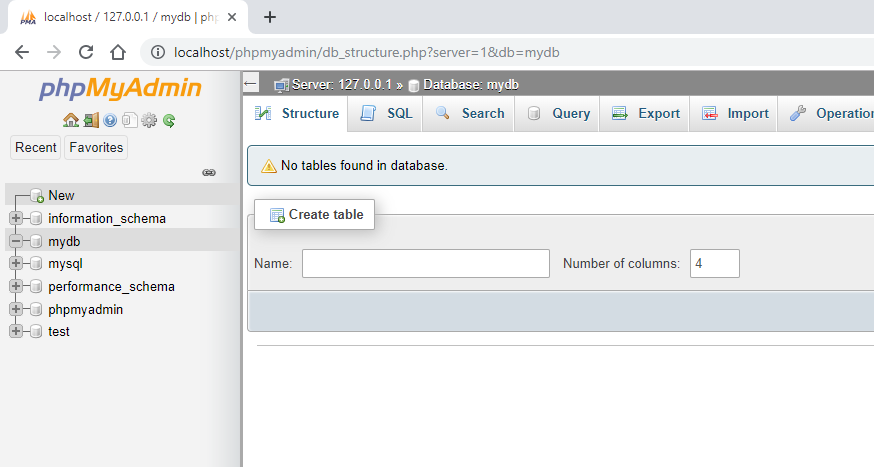 localhost / 127.0.0.1 / mydb | php
localhost/phpmyadmin/db_structure.php?server=1&db=mydb
phpMyAdmin
Recent Favorites
New
information_schema
mydb
mysql
performance_schema
phpmyadmin
test
Server: 127.0.0.1 » Database: mydb
Structure SQL Search Query Export Import Operation
No tables found in database.
Create table
Name: Number of columns: 4